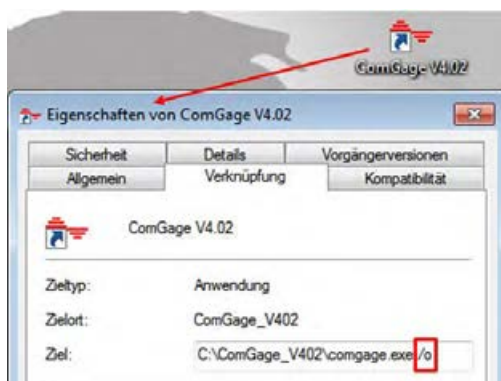 ComGage V4.02
Eigenschaften von ComGage V4.02
Sicherheit Details Vorgängerversionen
Allgemein Verknüpfung Kompatibilität
ComGage V4.02
Zieltyp: Anwendung
Zielort: ComGage_V402
Ziel: C:\ComGage_V402\comgage.exe /o